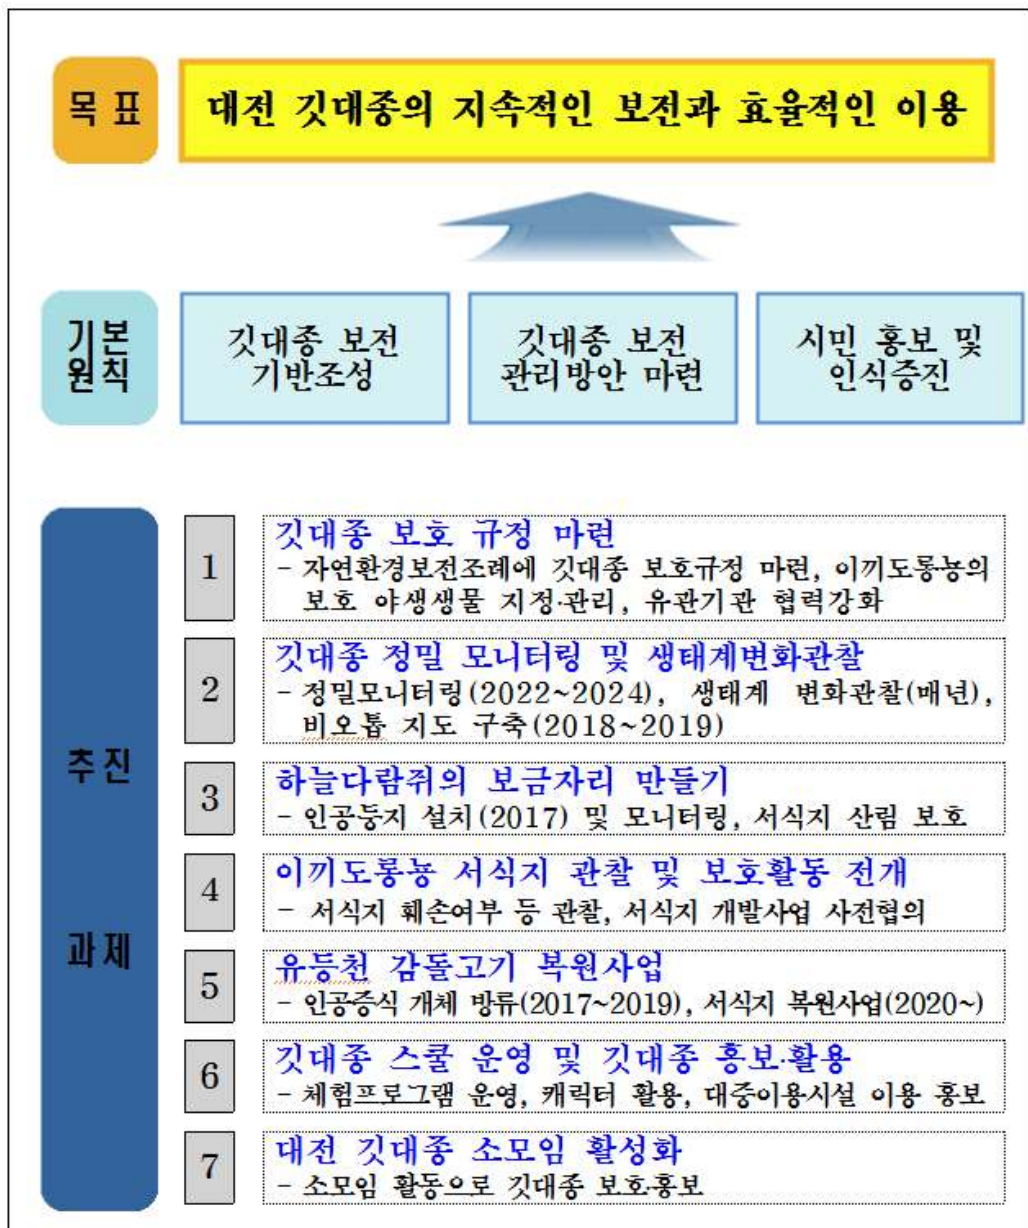 목 표
대전 깃대종의 지속적인 보전과 효율적인 이용
기본
원칙
깃대종 보전
기반조성
깃대종 보전
관리방안 마련
시민 홍보 및
인식증진
추진
과제
1
깃대종 보호 규정 마련
- 자연환경보전조례에 깃대종 보호규정 마련, 이끼도롱뇽의
보호 야생생물 지정·관리, 유관기관 협력강화
2
깃대종 정밀 모니터링 및 생태계변화관찰
- 정밀모니터링(2022~2024), 생태계 변화관찰(매년),
비오톱 지도 구축(2018~2019)
3
하늘다람쥐의 보금자리 만들기
- 인공둥지 설치(2017) 및 모니터링, 서식지 산림 보호
4
이끼도롱뇽 서식지 관찰 및 보호활동 전개
- 서식지 훼손여부 등 관찰, 서식지 개발사업 사전협의
5
유등천 감돌고기 복원사업
- 인공증식 개체 방류(2017~2019), 서식지 복원사업(2020~)
6
깃대종 스쿨 운영 및 깃대종 홍보·활용
- 체험프로그램 운영, 캐릭터 활용, 대중이용시설 이용 홍보
7
대전 깃대종 소모임 활성화
- 소모임 활동으로 깃대종 보호·홍보